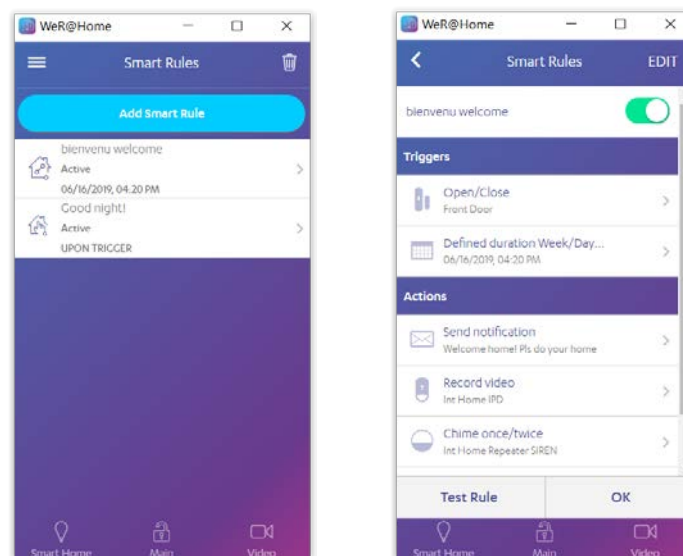 WeR@Home
Smart Rules
Add Smart Rule
bienvenu welcome
Active
06/16/2019, 04.20 PM
Good night!
Active
UPON TRIGGER
Smart Home
Main
Video
WeR@Home
Smart Rules
EDIT
bienvenu welcome
Triggers
Open/Close
Front Door
Defined duration Week/Day...
06/16/2019, 04:20 PM
Actions
Send notification
Welcome home! Pls do your home
Record video
Int Home IPD
Chime once/twice
Int Home Repeater SIREN
Test Rule
OK
Smart Home
Main
Video